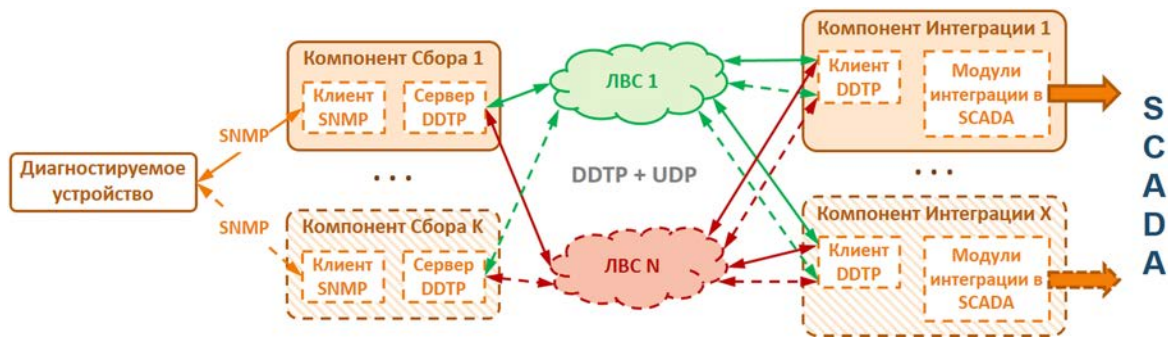 Диагностируемое
устройство
SNMP
SNMP
Компонент Сбора 1
Клиент
SNMP
Сервер
DDTP
. . .
Компонент Сбора K
Клиент
SNMP
Сервер
DDTP
ЛВС 1
DDTP + UDP
ЛВС N
Компонент Интеграции 1
Клиент
DDTP
Модули
интеграции в
SCADA
. . .
Компонент Интеграции X
Клиент
DDTP
Модули
интеграции в
SCADA
S
C
A
D
A